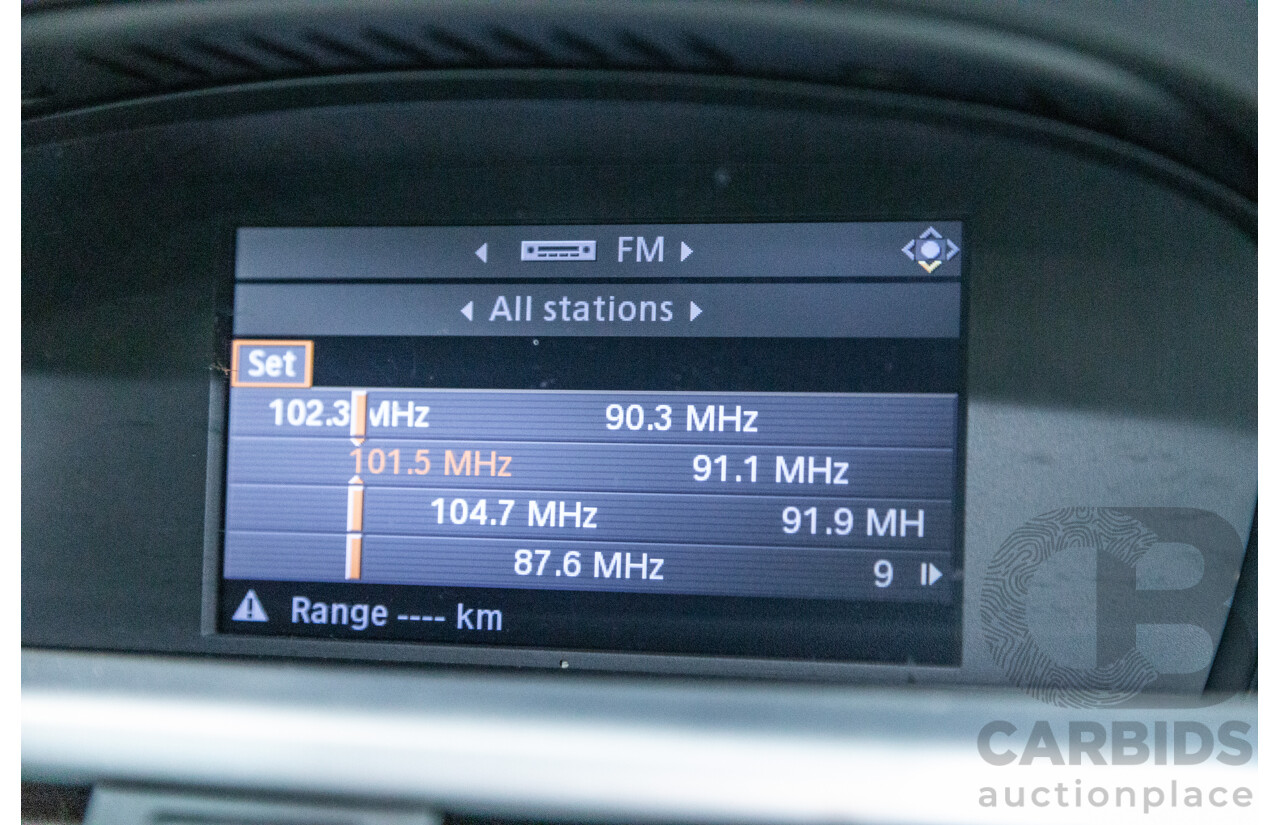 FM
All stations
Set
102.3 MHz 90.3 MHz
101.5 MHz 91.1 MHz
104.7 MHz 91.9 MH
87.6 MHz 9
Range ---- km
CB
CARBIDS
auctionplace